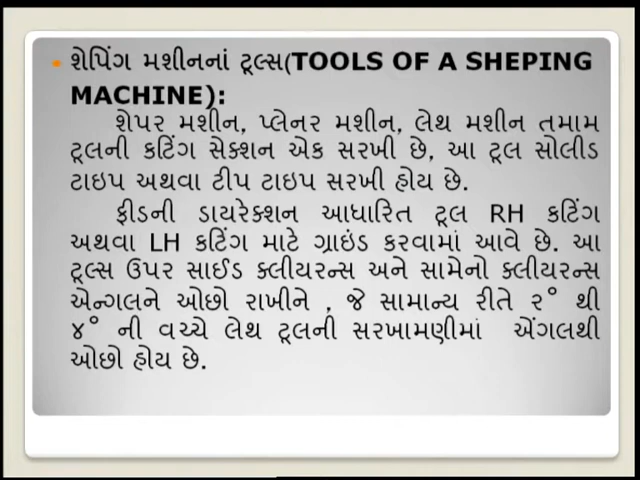 શેપિંગ મશીનનાં ટૂલ્સ(TOOLS OF A SHEPING
MACHINE):
શેપર મશીન, પ્લેનર મશીન, લેથ મશીન તમામ
ટૂલની કટિંગ સેક્શન એક સરખી છે, આ ટૂલ સોલીડ
ટાઇપ અથવા ટીપ ટાઇપ સરખી હોય છે.
ફીડની ડાયરેક્શન આધારિત ટૂલ RH કટિંગ
અથવા LH કટિંગ માટે ગ્રાઇંડ કરવામાં આવે છે. આ
ટૂલ્સ ઉપર સાઈડ ક્લીયરન્સ અને સામેનો ક્લીયરન્સ
એન્ગલને ઓછો રાખીને , જે સામાન્ય રીતે ૨° થી
૪° ની વચ્ચે લેથ ટૂલની સરખામણીમાં એંગલથી
ઓછો હોય છે.